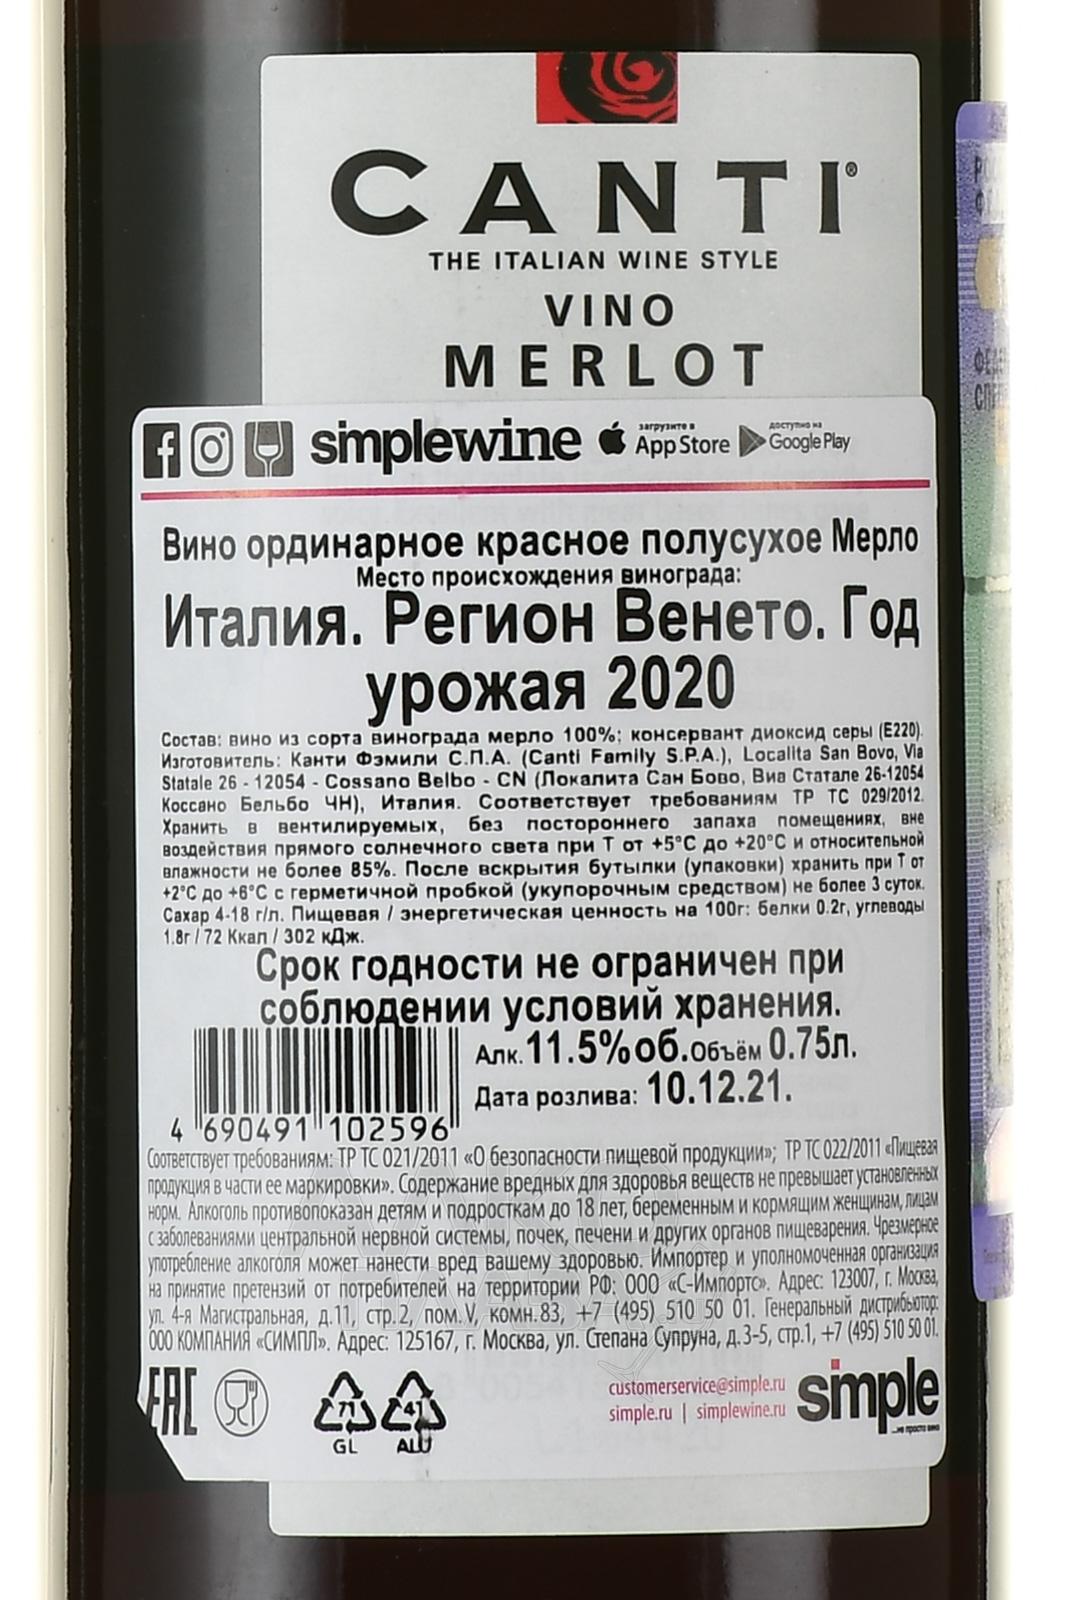 CANTI®
THE ITALIAN WINE STYLE
VINO
MERLOT
simplewine загрузите в App Store доступно на Google Play
Вино ординарное красное полусухое Мерло
Место происхождения винограда:
Италия. Регион Венето. Год
урожая 2020
Состав: вино из сорта винограда мерло 100%; консервант диоксид серы (Е220).
Изготовитель: Канти Фэмили С.П.А. (Canti Family S.P.A.), Localita San Bovo, Via
Statale 26 - 12054 - Cossano Belbo - CN (Локалита Сан Бово, Виа Статале 26-12054
Коссано Бельбо ЧН), Италия. Соответствует требованиям ТР ТС 029/2012.
Хранить в вентилируемых, без постороннего запаха помещениях, вне
воздействия прямого солнечного света при Т от +5°С до +20°С и относительной
влажности не более 85%. После вскрытия бутылки (упаковки) хранить при Т от
+2°С до +6°С с герметичной пробкой (укупорочным средством) не более 3 суток.
Сахар 4-18 г/л. Пищевая / энергетическая ценность на 100г: белки 0.2г, углеводы
1.8г / 72 Ккал / 302 кДж.
Срок годности не ограничен при
соблюдении условий хранения.
Алк. 11.5%об. Объём 0.75л.
Дата розлива: 10.12.21.
4 690491 102596
Соответствует требованиям: ТР ТС 021/2011 «О безопасности пищевой продукции»; ТР ТС 022/2011 «Пищевая
продукция в части ее маркировки». Содержание вредных для здоровья веществ не превышает установленных
норм. Алкоголь противопоказан детям и подросткам до 18 лет, беременным и кормящим женщинам, лицам
с заболеваниями центральной нервной системы, почек, печени и других органов пищеварения. Чрезмерное
употребление алкоголя может нанести вред вашему здоровью. Импортер и уполномоченная организация
на принятие претензий от потребителей на территории РФ: ООО «С-Импортс». Адрес: 123007, г. Москва,
ул. 4-я Магистральная, д.11, стр.2, пом.V, комн.83, +7 (495) 510 50 01. Генеральный дистрибьютор:
ООО КОМПАНИЯ «СИМПЛ». Адрес: 125167, г. Москва, ул. Степана Супруна, д.3-5, стр.1, +7 (495) 510 50 01.
EAC
71
GL
41
ALU
customerservice@simple.ru
simple.ru | simplewine.ru
simple
...не просто вино